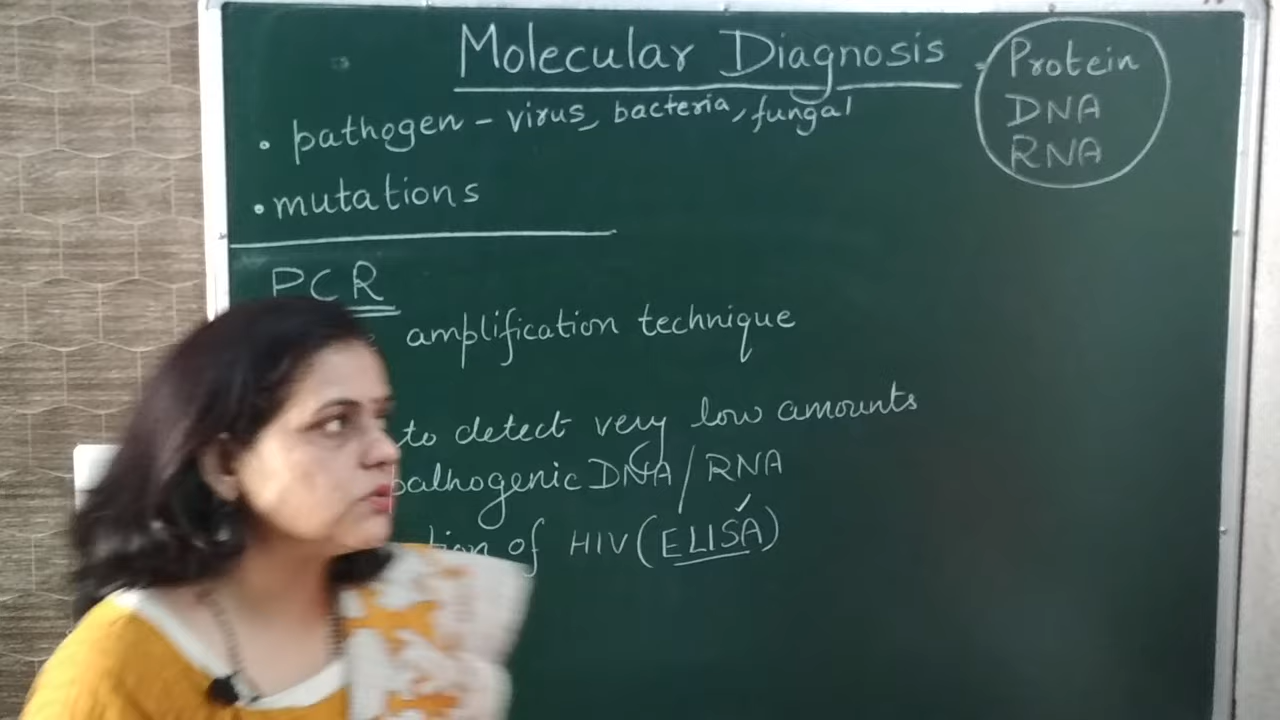 Molecular Diagnosis - Protein
DNA
RNA
• pathogen - virus, bacteria, fungal
• mutations
PCR
amplification technique
to detect very low amounts
pathogenic DNA/RNA
of HIV (ELISA)